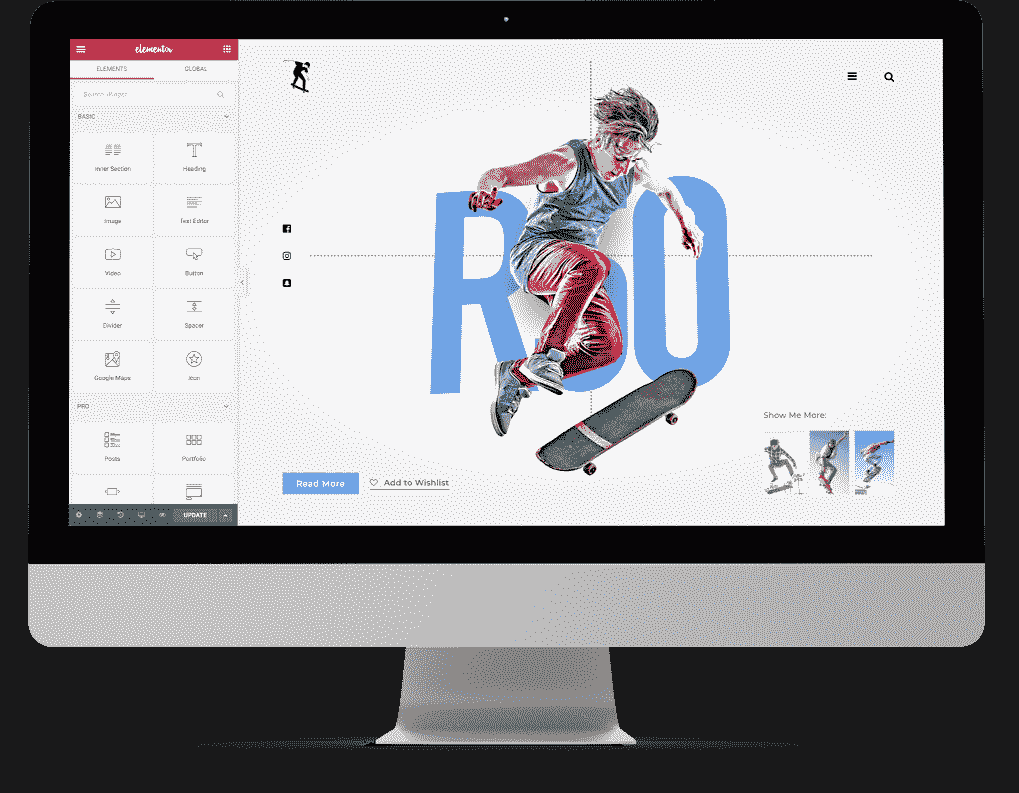 elementor
ELEMENTS GLOBAL
Search Widget...
BASIC
Inner Section Heading
Image Text Editor
Video Button
Divider Spacer
Google Maps Icon
PRO
Posts Portfolio
UPDATE
Show Me More:
Read More Add to Wishlist